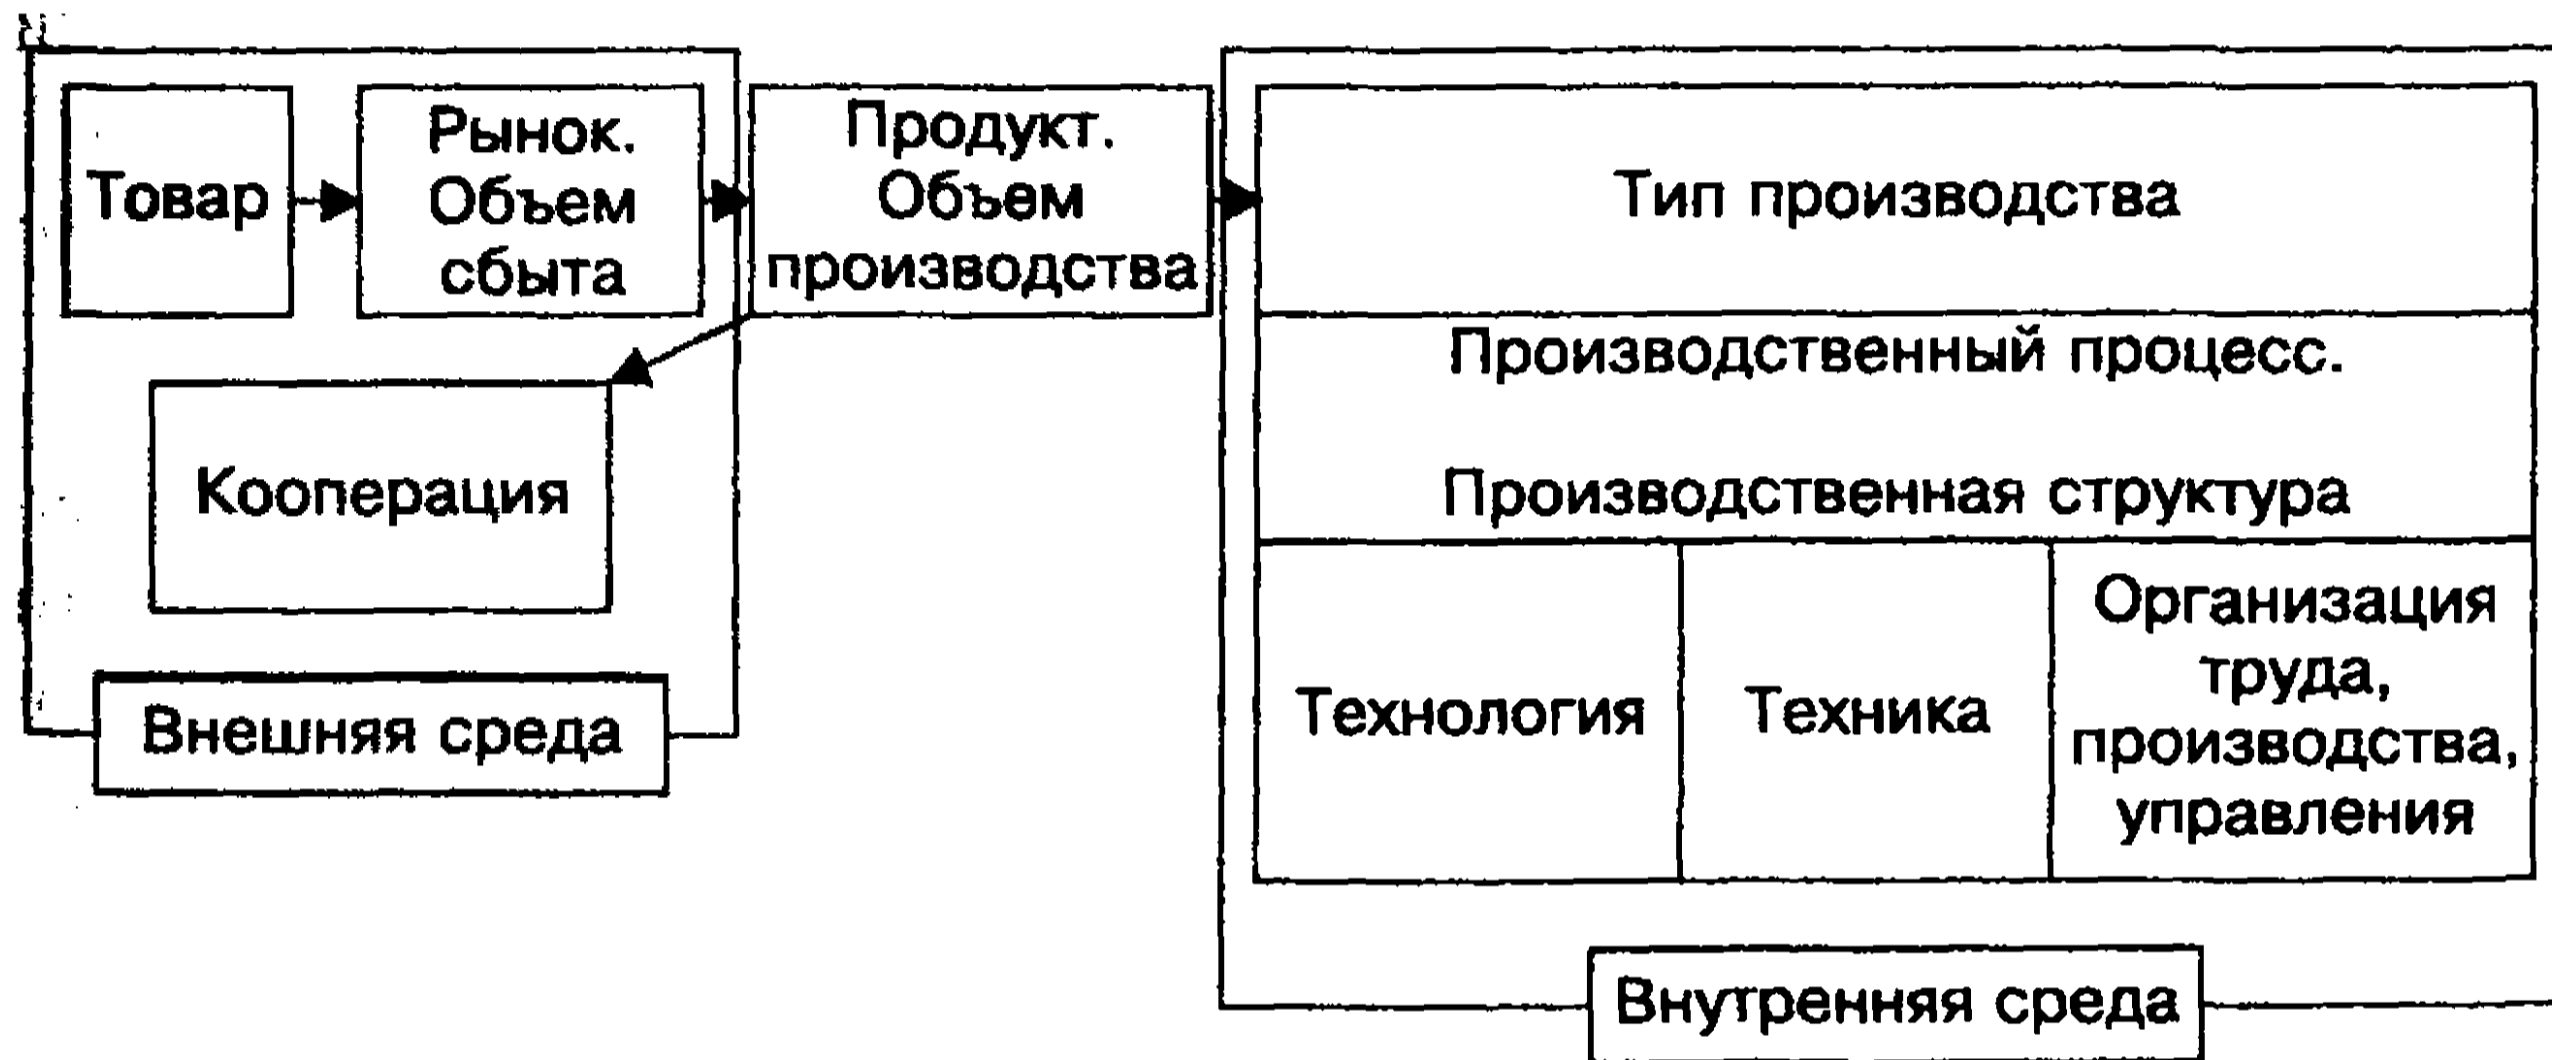 Товар
Рынок.
Объем
сбыта
Продукт.
Объем
производства
Тип производства
Производственный процесс.
Производственная структура
Кооперация
Технология
Техника
Организация
труда,
производства,
управления
Внешняя среда
Внутренняя среда